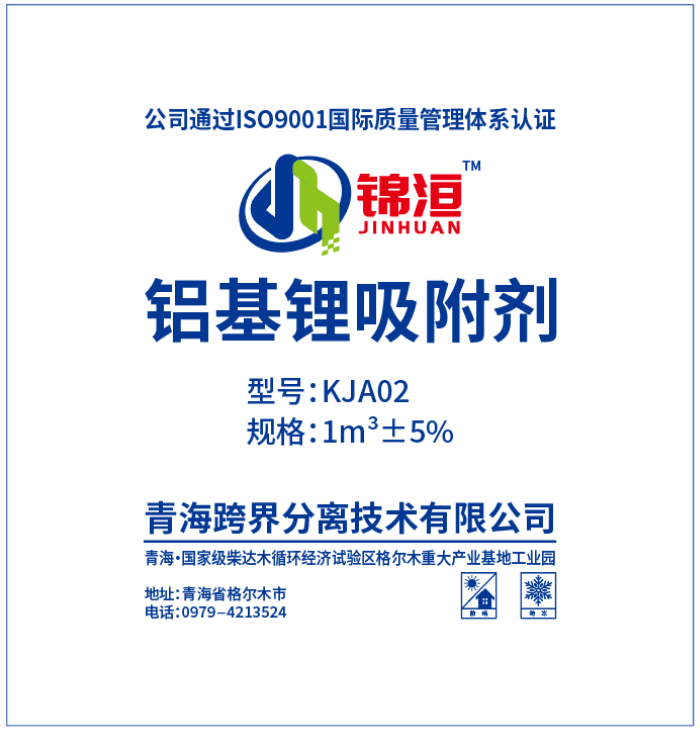 公司通过ISO9001国际质量管理体系认证
锦洹™
JINHUAN
铝基锂吸附剂
型号：KJA02
规格：1m³±5%
青海跨界分离技术有限公司
青海·国家级柴达木循环经济试验区格尔木重大产业基地工业园
地址：青海省格尔木市
电话：0979-4213524